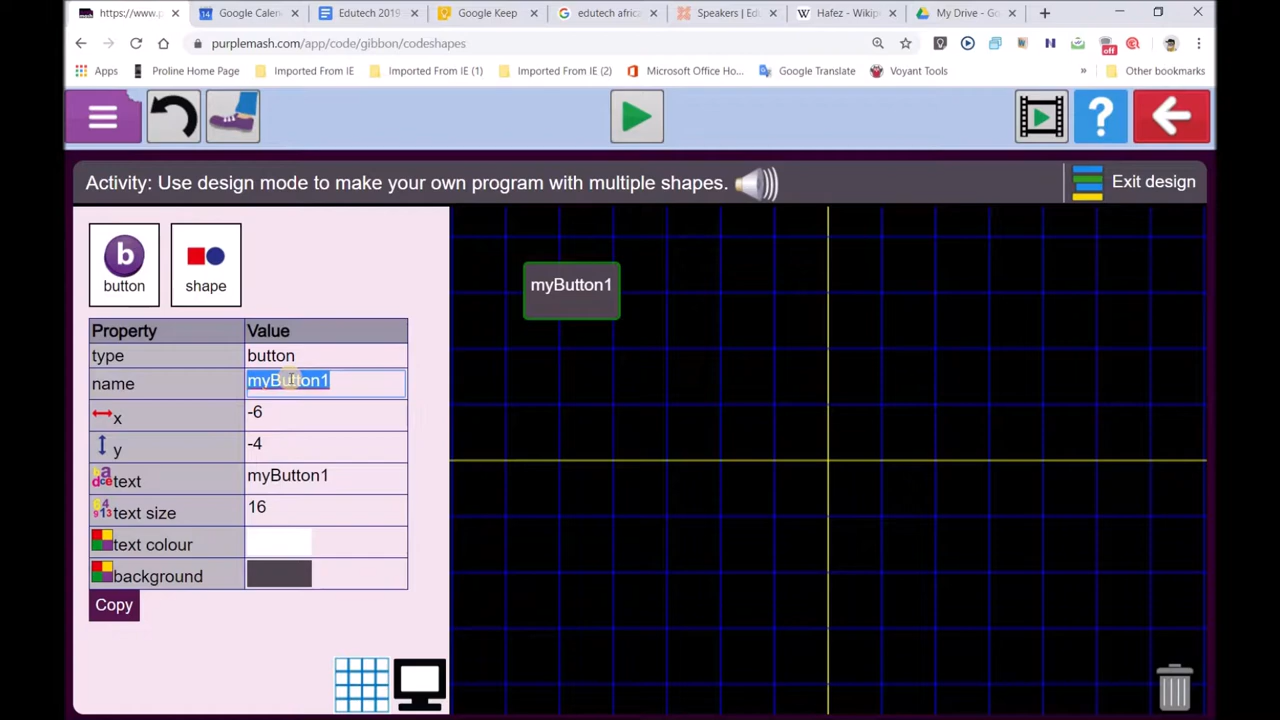 https://www.p
Google Calen
Edutech 2019
Google Keep
edutech africa
Speakers | Ed
Hafez - Wikip
My Drive - Go
purplemash.com/app/code/gibbon/codeshapes
off
Apps
Proline Home Page
Imported From IE
Imported From IE (1)
Imported From IE (2)
Microsoft Office Ho...
Google Translate
Voyant Tools
»
Other bookmarks
?
Activity: Use design mode to make your own program with multiple shapes.
Exit design
b
button
shape
myButton1
Property Value
type button
name myButton1
x -6
y -4
text myButton1
text size 16
text colour
background
Copy